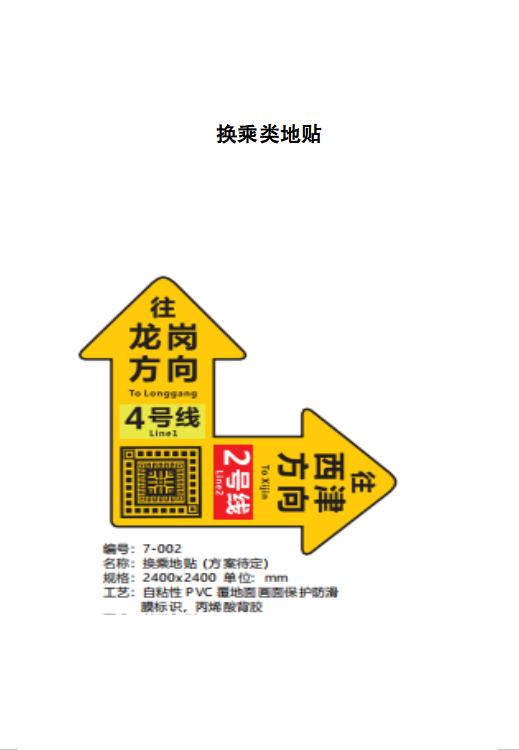 换乘类地贴
往
龙岗
方向
To Longgang
4号线
Line1
2号线
Line2
往
西津
方向
To Xijin
编号：7-002
名称：换乘地贴（方案待定）
规格：2400x2400 单位：mm
工艺：自粘性 PVC 覆地面画面保护防滑
膜标识，丙烯酸背胶